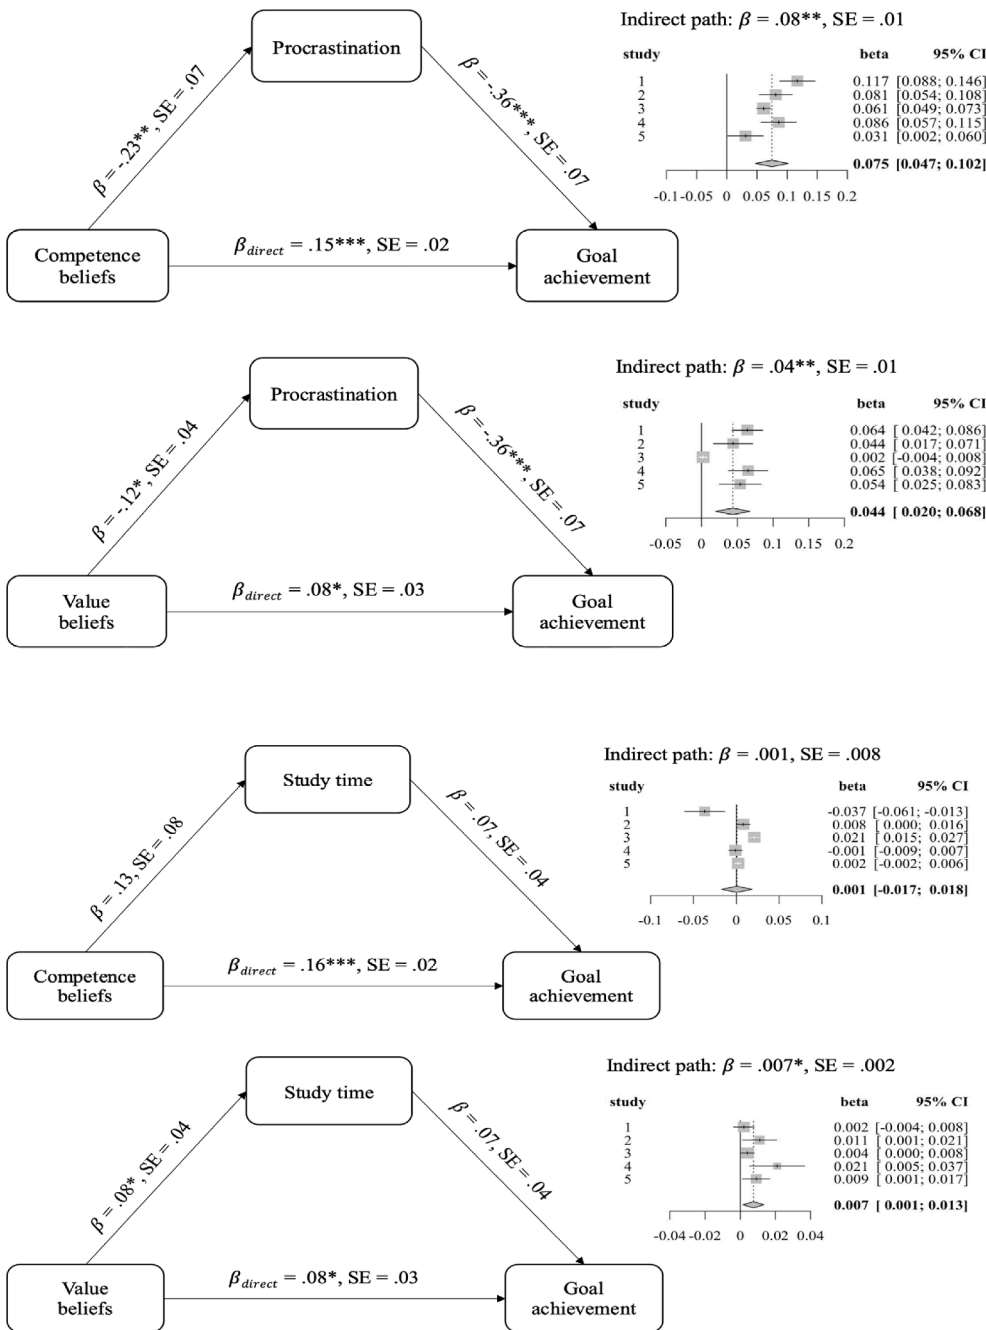 Procrastination
β = -.23**, SE = .07
β = -.36***, SE = .07
Competence
beliefs
β_direct = .15***, SE = .02
Goal
achievement
Indirect path: β = .08**, SE = .01
study beta 95% CI
1 0.117 [0.088; 0.146]
2 0.081 [0.054; 0.108]
3 0.061 [0.049; 0.073]
4 0.086 [0.057; 0.115]
5 0.031 [0.002; 0.060]
0.075 [0.047; 0.102]
-0.1 -0.05 0 0.05 0.1 0.15 0.2
Procrastination
β = -.12*, SE = .04
β = -.36***, SE = .07
Value
beliefs
β_direct = .08*, SE = .03
Goal
achievement
Indirect path: β = .04**, SE = .01
study beta 95% CI
1 0.064 [ 0.042; 0.086]
2 0.044 [ 0.017; 0.071]
3 0.002 [-0.004; 0.008]
4 0.065 [ 0.038; 0.092]
5 0.054 [ 0.025; 0.083]
0.044 [ 0.020; 0.068]
-0.05 0 0.05 0.1 0.15 0.2
Study time
β = .13, SE = .08
β = .07, SE = .04
Competence
beliefs
β_direct = .16***, SE = .02
Goal
achievement
Indirect path: β = .001, SE = .008
study beta 95% CI
1 -0.037 [-0.061; -0.013]
2 0.008 [ 0.000; 0.016]
3 0.021 [ 0.015; 0.027]
4 -0.001 [-0.009; 0.007]
5 0.002 [-0.002; 0.006]
0.001 [-0.017; 0.018]
-0.1 -0.05 0 0.05 0.1
Study time
β = .08*, SE = .04
β = .07, SE = .04
Value
beliefs
β_direct = .08*, SE = .03
Goal
achievement
Indirect path: β = .007*, SE = .002
study beta 95% CI
1 0.002 [-0.004; 0.008]
2 0.011 [ 0.001; 0.021]
3 0.004 [ 0.000; 0.008]
4 0.021 [ 0.005; 0.037]
5 0.009 [ 0.001; 0.017]
0.007 [ 0.001; 0.013]
-0.04 -0.02 0 0.02 0.04